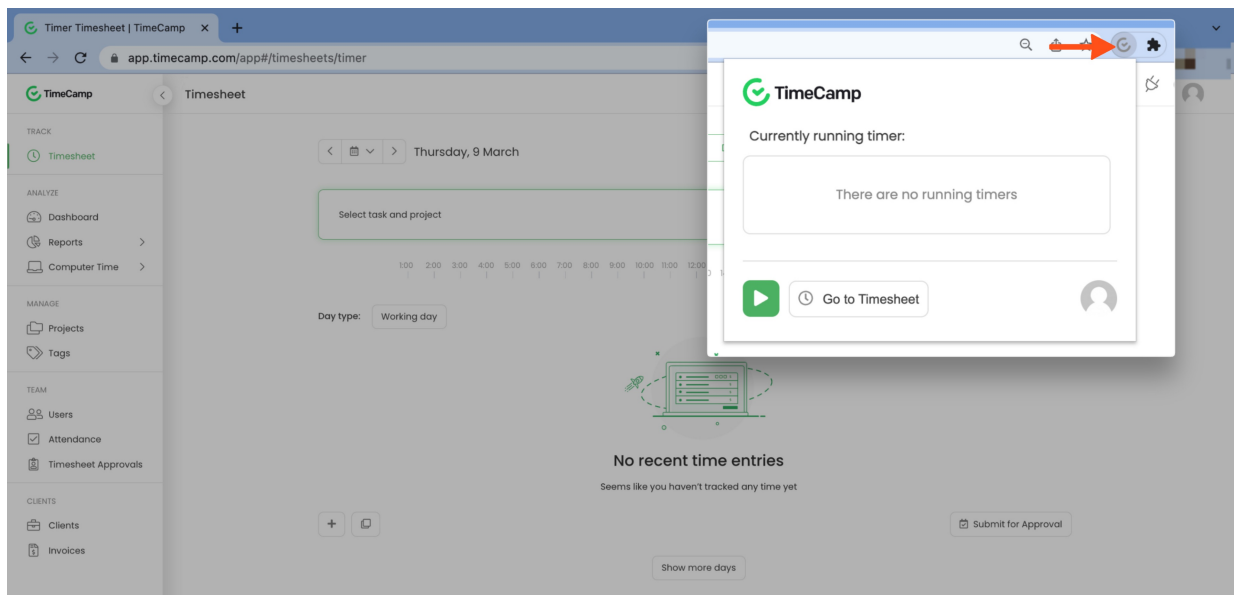 Timer Timesheet | TimeCamp
app.timecamp.com/app#/timesheets/timer
TimeCamp
Timesheet
TRACK
Timesheet
ANALYZE
Dashboard
Reports
Computer Time
MANAGE
Projects
Tags
TEAM
Users
Attendance
Timesheet Approvals
CLIENTS
Clients
Invoices
Thursday, 9 March
Select task and project
1:00 2:00 3:00 4:00 5:00 6:00 7:00 8:00 9:00 10:00 11:00 12:00
Day type: Working day
No recent time entries
Seems like you haven't tracked any time yet
Submit for Approval
Show more days
TimeCamp
Currently running timer:
There are no running timers
Go to Timesheet